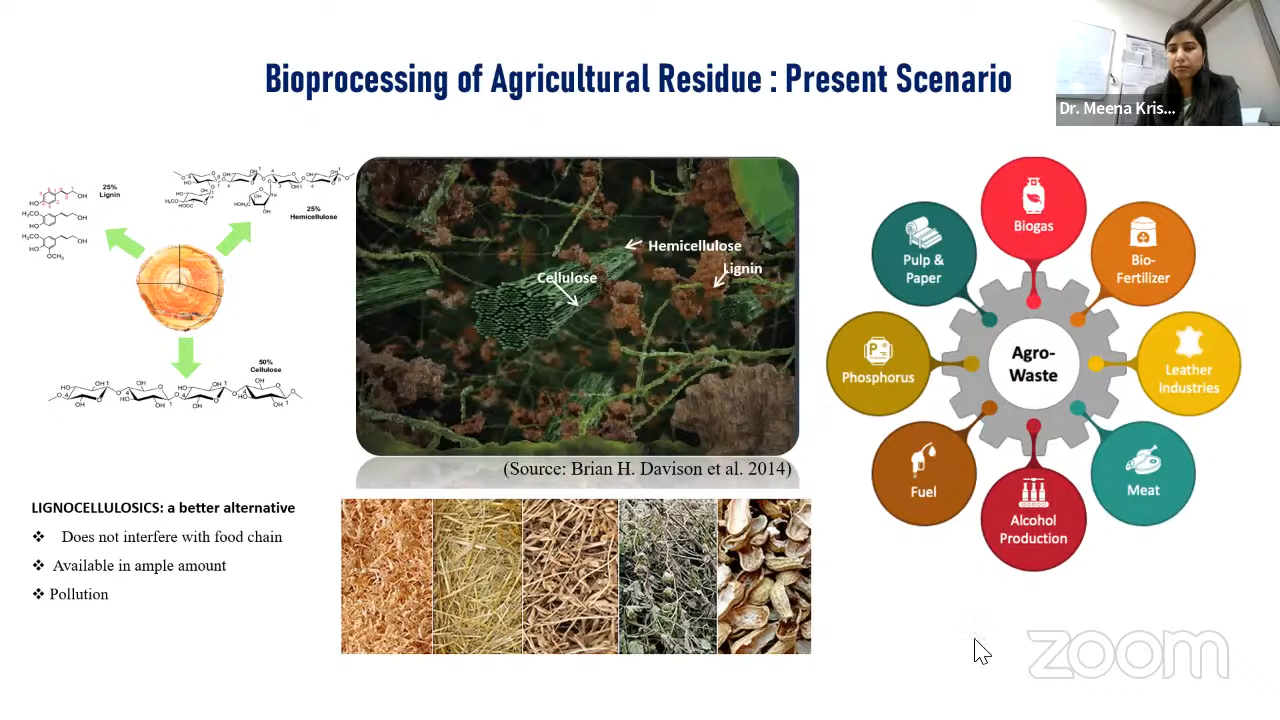 Bioprocessing of Agricultural Residue : Present Scenario
Dr. Meena Kris...
25%
Lignin
25%
Hemicellulose
50%
Cellulose
Hemicellulose
Lignin
Cellulose
(Source: Brian H. Davison et al. 2014)
Biogas
Bio-
Fertilizer
Leather
Industries
Meat
Alcohol
Production
Fuel
Phosphorus
Pulp &
Paper
Agro-
Waste
LIGNOCELLULOSICS: a better alternative
❖ Does not interfere with food chain
❖ Available in ample amount
❖ Pollution
zoom